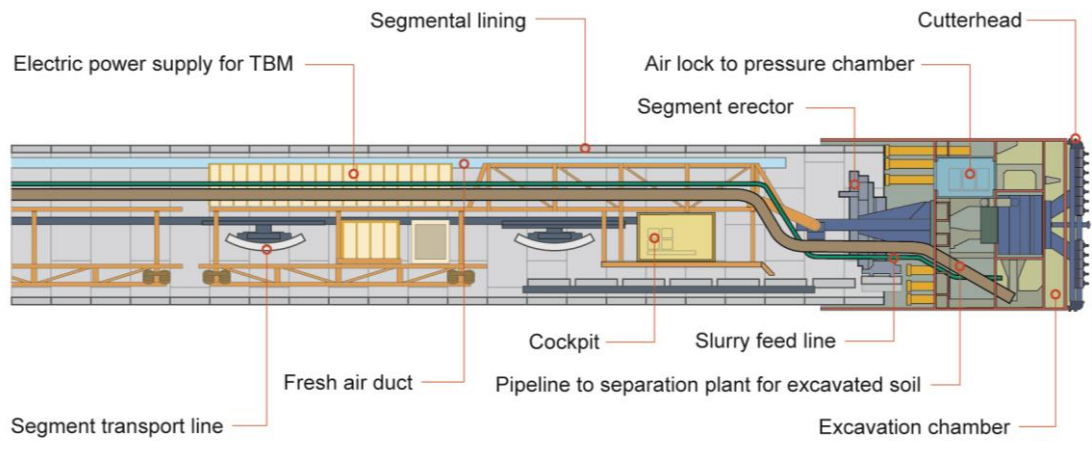 Segmental lining
Cutterhead
Electric power supply for TBM
Air lock to pressure chamber
Segment erector
Cockpit
Slurry feed line
Fresh air duct
Pipeline to separation plant for excavated soil
Segment transport line
Excavation chamber